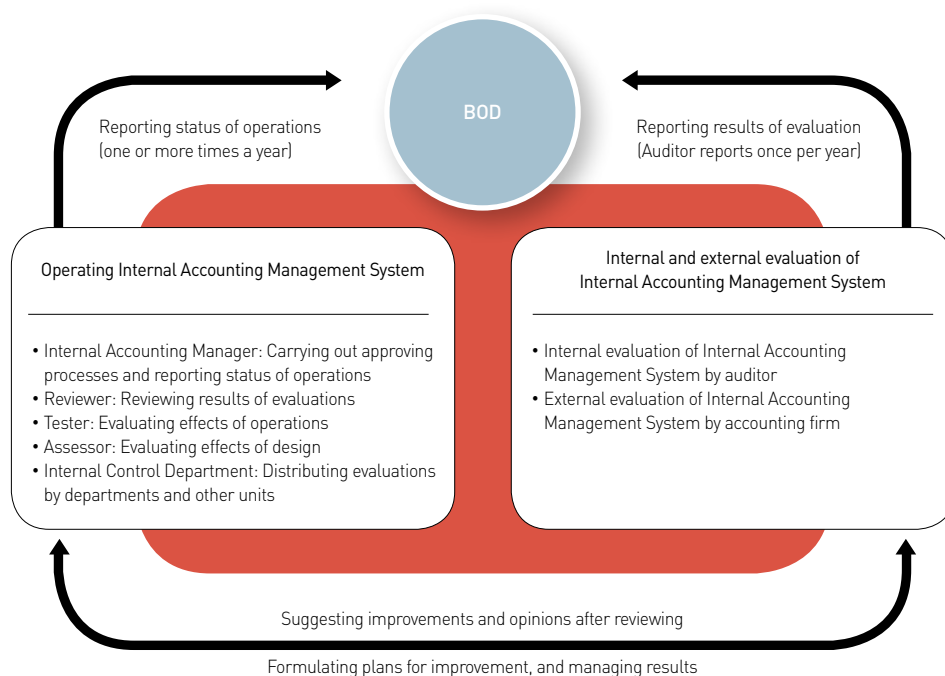 BOD
Reporting status of operations
(one or more times a year)
Reporting results of evaluation
(Auditor reports once per year)
Operating Internal Accounting Management System
• Internal Accounting Manager: Carrying out approving
processes and reporting status of operations
• Reviewer: Reviewing results of evaluations
• Tester: Evaluating effects of operations
• Assessor: Evaluating effects of design
• Internal Control Department: Distributing evaluations
by departments and other units
Internal and external evaluation of
Internal Accounting Management System
• Internal evaluation of Internal Accounting
Management System by auditor
• External evaluation of Internal Accounting
Management System by accounting firm
Suggesting improvements and opinions after reviewing
Formulating plans for improvement, and managing results